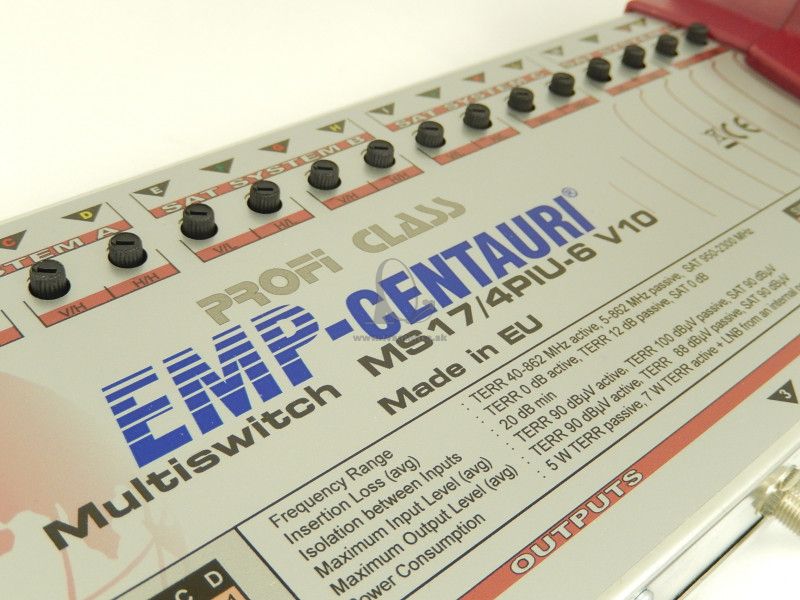 C D E F G H I
SYSTEM A SAT SYSTEM B SAT SYSTEM C
V/H H/H V/L H/L V/H H/H
PROFi CLASS
EMP-CENTAURI®
Multiswitch MS17/4PIU-6 V10
Made in EU
CE
Frequency Range : TERR 40-862 MHz active, 5-862 MHz passive, SAT 950-2300 MHz
Insertion Loss (avg) : TERR 0 dB active, TERR 12 dB passive, SAT 0 dB
Isolation between Inputs : 20 dB min
Maximum Input Level (avg) : TERR 90 dBµV active, TERR 100 dBµV passive, SAT 90 dBµV
Maximum Output Level (avg) : TERR 90 dBµV active, TERR 88 dBµV passive, SAT 90 dBµV
Power Consumption : 5 W TERR passive, 7 W TERR active + LNB from an internal
OUTPUTS
3
C D